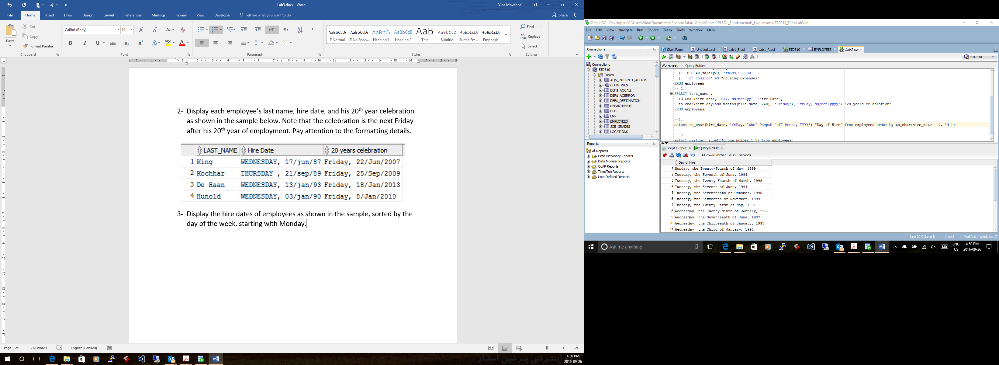 Lab3.docx - Word
Vida Movahedi
File Home Insert Draw Design Layout References Mailings Review View Developer Tell me what you want to do Share
Paste
Cut
Copy
Format Painter
Calibri (Body) 14
AaBbCcDc AaBbCcDc AaBbCc AaBbCcE AaB AaBbCcC AaBbCcDc AaBbCcDc
¶ Normal ¶ No Spac... Heading 1 Heading 2 Title Subtitle Subtle Em... Emphasis
Find
Replace
Select
Clipboard Font Paragraph Styles Editing
2- Display each employee's last name, hire date, and his 20th year celebration
as shown in the sample below. Note that the celebration is the next Friday
after his 20th year of employment. Pay attention to the formatting details.
LAST_NAME Hire Date 20 years celebration
1 King WEDNESDAY, 17/jun/87 Friday, 22/Jun/2007
2 Kochhar THURSDAY , 21/sep/89 Friday, 25/Sep/2009
3 De Haan WEDNESDAY, 13/jan/93 Friday, 18/Jan/2013
4 Hunold WEDNESDAY, 03/jan/90 Friday, 8/Jan/2010
3- Display the hire dates of employees as shown in the sample, sorted by the
day of the week, starting with Monday.
Page 2 of 2 278 words English (Canada) 132%
4:50 PM
2016-09-26
Oracle SQL Developer : C:\Users\Vida\Documents\Seneca\Safari-OracleCourse\PLSQL_Fundamentals_LiveLessons\BTD310_Files\Lab3.sql
File Edit View Navigate Run Source Team Tools Window Help
Connections
Connections
BTD310
Tables
AQ$_INTERNET_AGENTS
COUNTRIES
DEF$_AQCALL
DEF$_AQERROR
DEF$_DESTINATION
DEPARTMENTS
DEPT
EMP
EMPLOYEES
JOB_GRADES
LOCATIONS
Reports
All Reports
Data Dictionary Reports
Data Modeler Reports
OLAP Reports
TimesTen Reports
User Defined Reports
Start Page Untitled1.sql Lab1_B.sql Lab1_A.sql BTD310 EMPLOYEES Lab3.sql
BTD310
Worksheet Query Builder
|| TO_CHAR(salary/3, 'fm$99,999.00')
|| ' on housing' AS "Housing Expenses"
FROM employees;
-- 2.
SELECT last_name ,
TO_CHAR(hire_date, 'DAY, dd/mon/yy') "Hire Date",
to_char(next_day(add_months(hire_date, 240), 'Friday'), 'fmDay, dd/Mon/yyyy') "20 years celebration"
FROM employees;
--3.
select to_char(hire_date, 'fmDay, "the" Ddspth "of" Month, YYYY') "Day of Hire" from employees order by to_char(hire_date - 1, 'd');
-- 3.
select distinct substr(phone_number,1,3) from employees;
Script Output Query Result
SQL All Rows Fetched: 20 in 0 seconds
Day of Hire
1 Monday, the Twenty-Fourth of May, 1999
2 Tuesday, the Seventh of June, 1994
3 Tuesday, the Twenty-Fourth of March, 1998
4 Tuesday, the Seventh of June, 1994
5 Tuesday, the Seventeenth of October, 1995
6 Tuesday, the Sixteenth of November, 1999
7 Tuesday, the Twenty-First of May, 1991
8 Wednesday, the Twenty-Ninth of January, 1997
9 Wednesday, the Seventeenth of June, 1987
10 Wednesday, the Thirteenth of January, 1993
11 Wednesday, the Third of January, 1990
Line 20 Column 8 Insert Modified Windows: C
Ask me anything
ENG
US
4:50 PM
2016-09-26